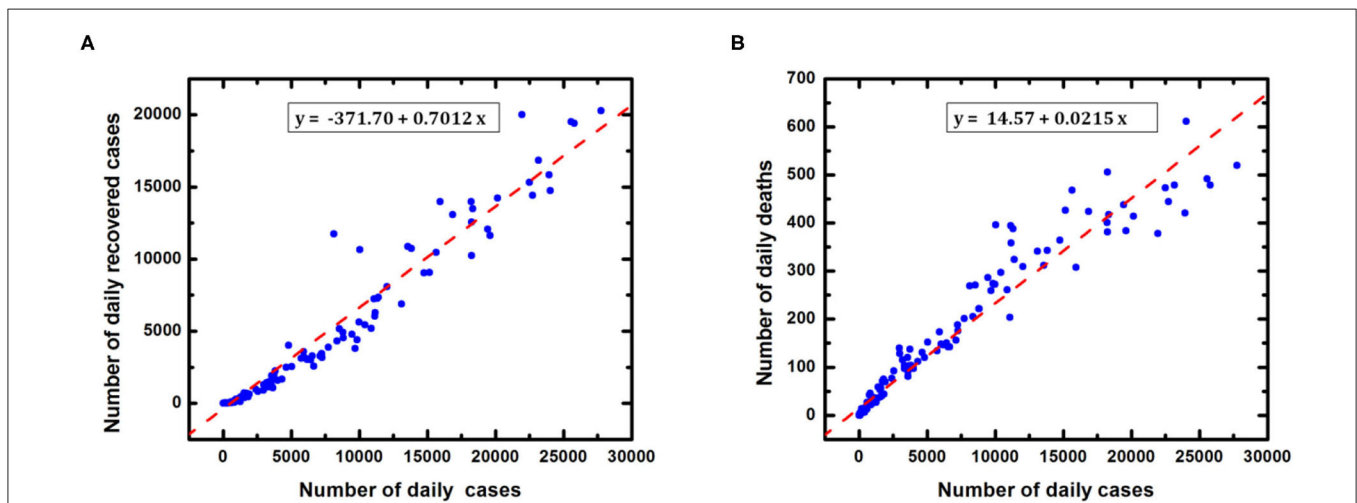 A
y = -371.70 + 0.7012 x
Number of daily recovered cases
20000
15000
10000
5000
0
0 5000 10000 15000 20000 25000 30000
Number of daily cases
B
y = 14.57 + 0.0215 x
Number of daily deaths
700
600
500
400
300
200
100
0
0 5000 10000 15000 20000 25000 30000
Number of daily cases